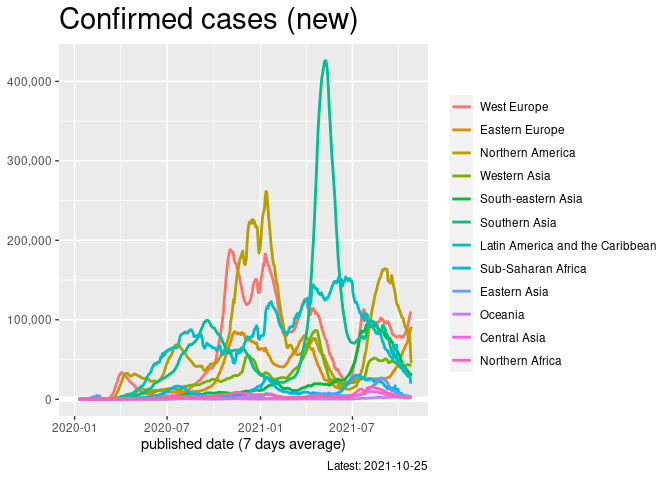 Confirmed cases (new)
400,000
300,000
200,000
100,000
0
2020-01
2020-07
2021-01
2021-07
published date (7 days average)
Latest: 2021-10-25
West Europe
Eastern Europe
Northern America
Western Asia
South-eastern Asia
Southern Asia
Latin America and the Caribbean
Sub-Saharan Africa
Eastern Asia
Oceania
Central Asia
Northern Africa